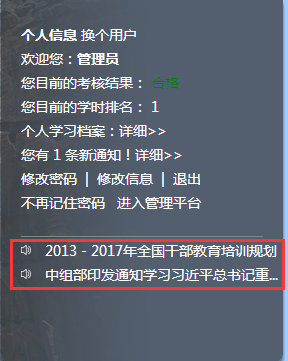 个人信息 换个用户
欢迎您：管理员
您目前的考核结果： 合格
您目前的学时排名： 1
个人学习档案：详细>>
您有 1 条新通知！详细>>
修改密码 | 修改信息 | 退出
不再记住密码 进入管理平台
2013－2017年全国干部教育培训规划
中组部印发通知学习习近平总书记重...